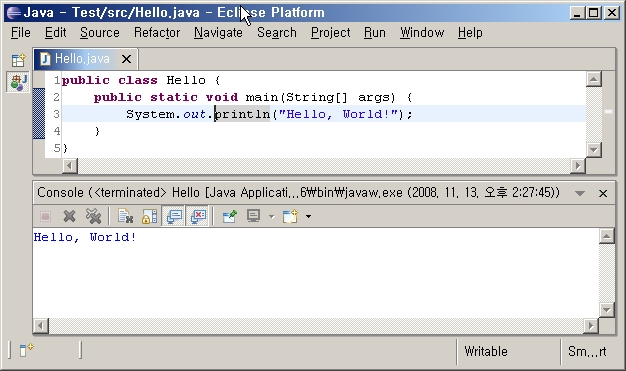 Java - Test/src/Hello.java - Eclipse Platform
File Edit Source Refactor Navigate Search Project Run Window Help
Hello.java
1 public class Hello {
2 public static void main(String[] args) {
3 System.out.println("Hello, World!");
4 }
5 }
Console (<terminated> Hello [Java Applicati...6₩bin₩javaw.exe (2008. 11. 13. 오후 2:27:45))
Hello, World!
Writable Sm...rt